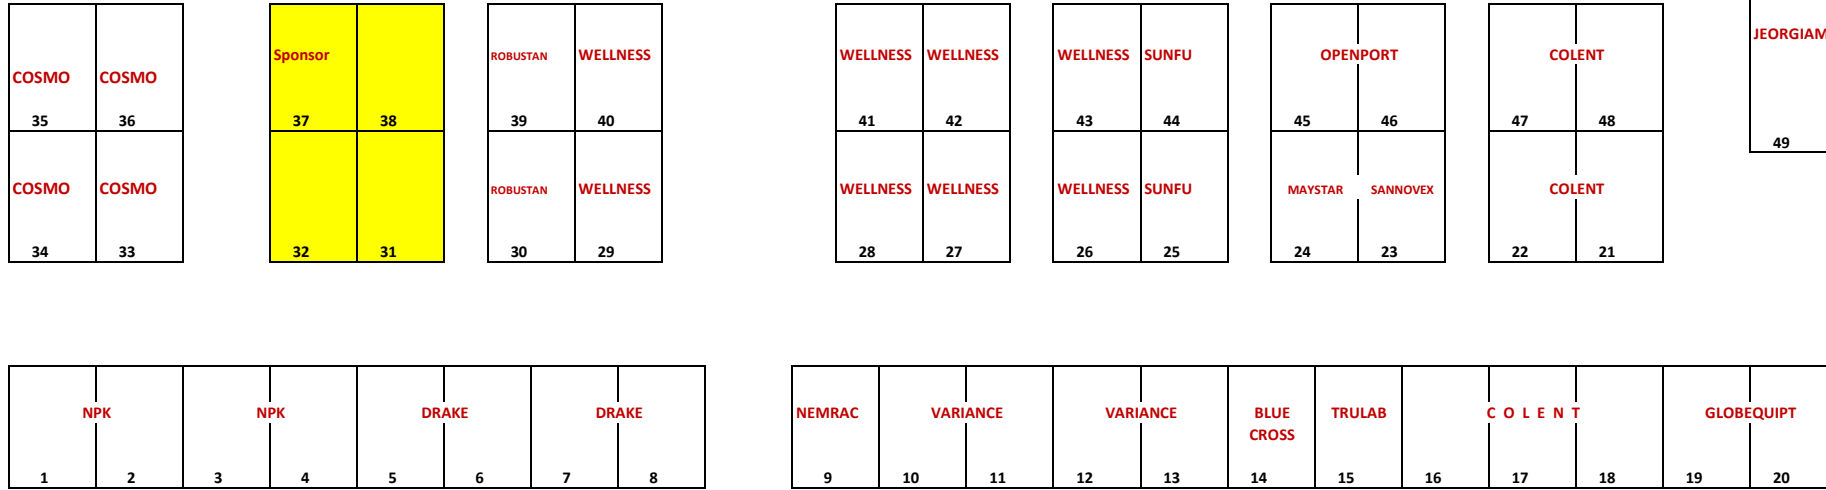 JEORGIAM
Sponsor ROBUSTAN WELLNESS WELLNESS WELLNESS WELLNESS SUNFU OPENPORT COLENT
COSMO COSMO
35 36 37 38 39 40 41 42 43 44 45 46 47 48
49
COSMO COSMO ROBUSTAN WELLNESS WELLNESS WELLNESS WELLNESS SUNFU MAYSTAR SANNOVEX COLENT
34 33 32 31 30 29 28 27 26 25 24 23 22 21
NPK NPK DRAKE DRAKE NEMRAC VARIANCE VARIANCE BLUE TRULAB C O L E N T GLOBEQUIPT
CROSS
1 2 3 4 5 6 7 8 9 10 11 12 13 14 15 16 17 18 19 20